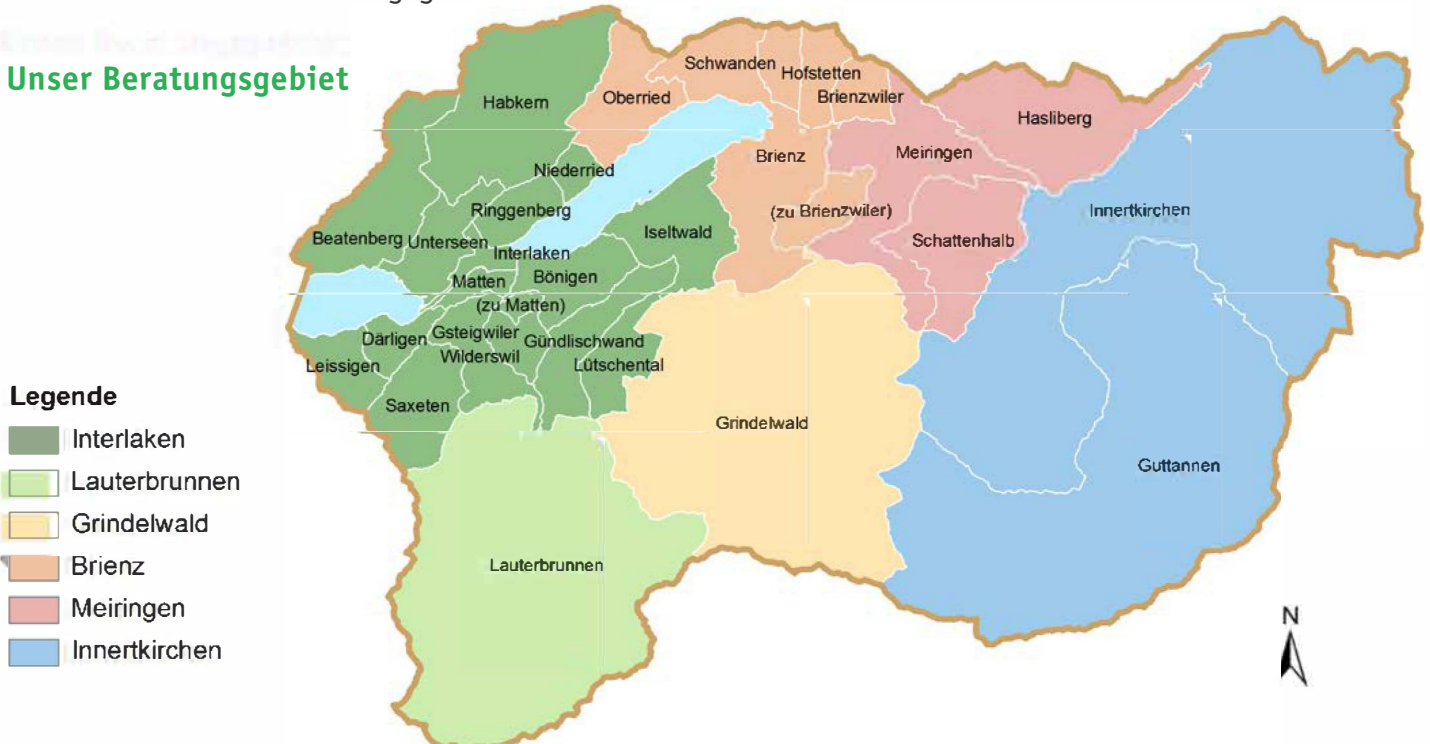 Unser Beratungsgebiet
Habkern
Oberried
Schwanden
Hofstetten
Brienzwiler
Hasliberg
Niederried
Brienz
Meiringen
Ringgenberg
(zu Brienzwiler)
Innertkirchen
Beatenberg
Unterseen
Interlaken
Iseltwald
Schattenhalb
Matten
Bönigen
(zu Matten)
Därligen
Gsteigwiler
Gündlischwand
Leissigen
Wilderswil
Lütschental
Saxeten
Grindelwald
Guttannen
Lauterbrunnen
Legende
Interlaken
Lauterbrunnen
Grindelwald
Brienz
Meiringen
Innertkirchen
N